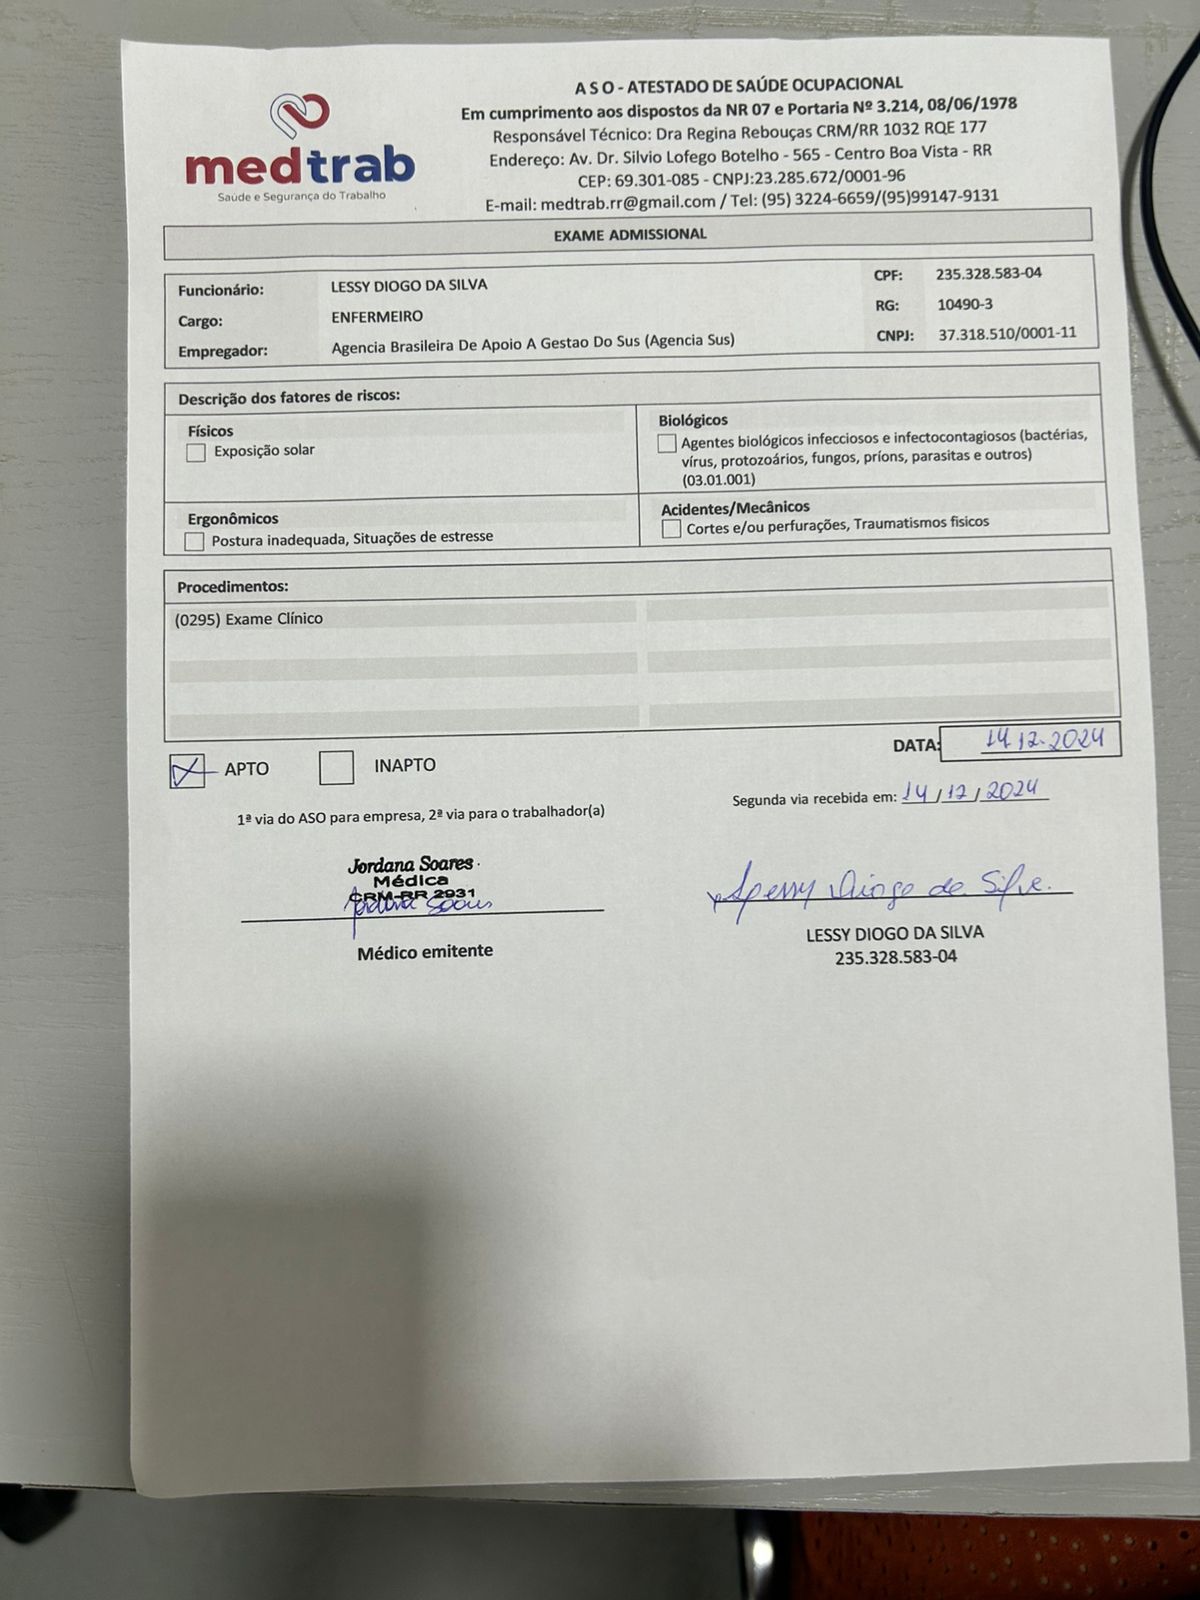 A S O - ATESTADO DE SAÚDE OCUPACIONAL
Em cumprimento aos dispostos da NR 07 e Portaria Nº 3.214, 08/06/1978
Responsável Técnico: Dra Regina Rebouças CRM/RR 1032 RQE 177
Endereço: Av. Dr. Silvio Lofego Botelho - 565 - Centro Boa Vista - RR
CEP: 69.301-085 - CNPJ:23.285.672/0001-96
E-mail: medtrab.rr@gmail.com / Tel: (95) 3224-6659/(95)99147-9131
medtrab
Saúde e Segurança do Trabalho
EXAME ADMISSIONAL
Funcionário: LESSY DIOGO DA SILVA CPF: 235.328.583-04
Cargo: ENFERMEIRO RG: 10490-3
Empregador: Agencia Brasileira De Apoio A Gestao Do Sus (Agencia Sus) CNPJ: 37.318.510/0001-11
Descrição dos fatores de riscos:
Físicos
Exposição solar
Biológicos
Agentes biológicos infecciosos e infectocontagiosos (bactérias,
vírus, protozoários, fungos, príons, parasitas e outros)
(03.01.001)
Ergonômicos
Postura inadequada, Situações de estresse
Acidentes/Mecânicos
Cortes e/ou perfurações, Traumatismos fisicos
Procedimentos:
(0295) Exame Clínico
APTO INAPTO
DATA: 14.12.2024
Segunda via recebida em: 14/12/2024
1ª via do ASO para empresa, 2ª via para o trabalhador(a)
Jordana Soares
Médica
CRM-RR 2931
Jordana Soares
Médico emitente
Lessy Diogo da Silva.
LESSY DIOGO DA SILVA
235.328.583-04